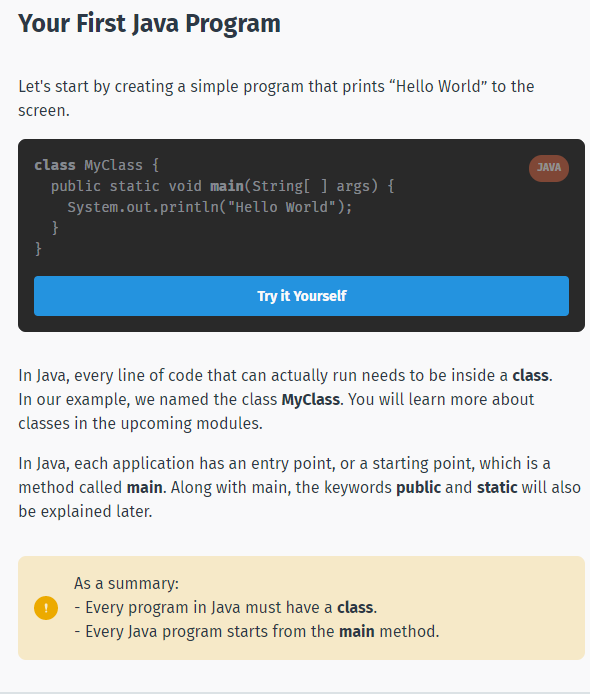 Your First Java Program
Let's start by creating a simple program that prints “Hello World” to the
screen.
JAVA
class MyClass {
  public static void main(String[ ] args) {
    System.out.println("Hello World");
  }
}
Try it Yourself
In Java, every line of code that can actually run needs to be inside a class.
In our example, we named the class MyClass. You will learn more about
classes in the upcoming modules.
In Java, each application has an entry point, or a starting point, which is a
method called main. Along with main, the keywords public and static will also
be explained later.
As a summary:
- Every program in Java must have a class.
- Every Java program starts from the main method.